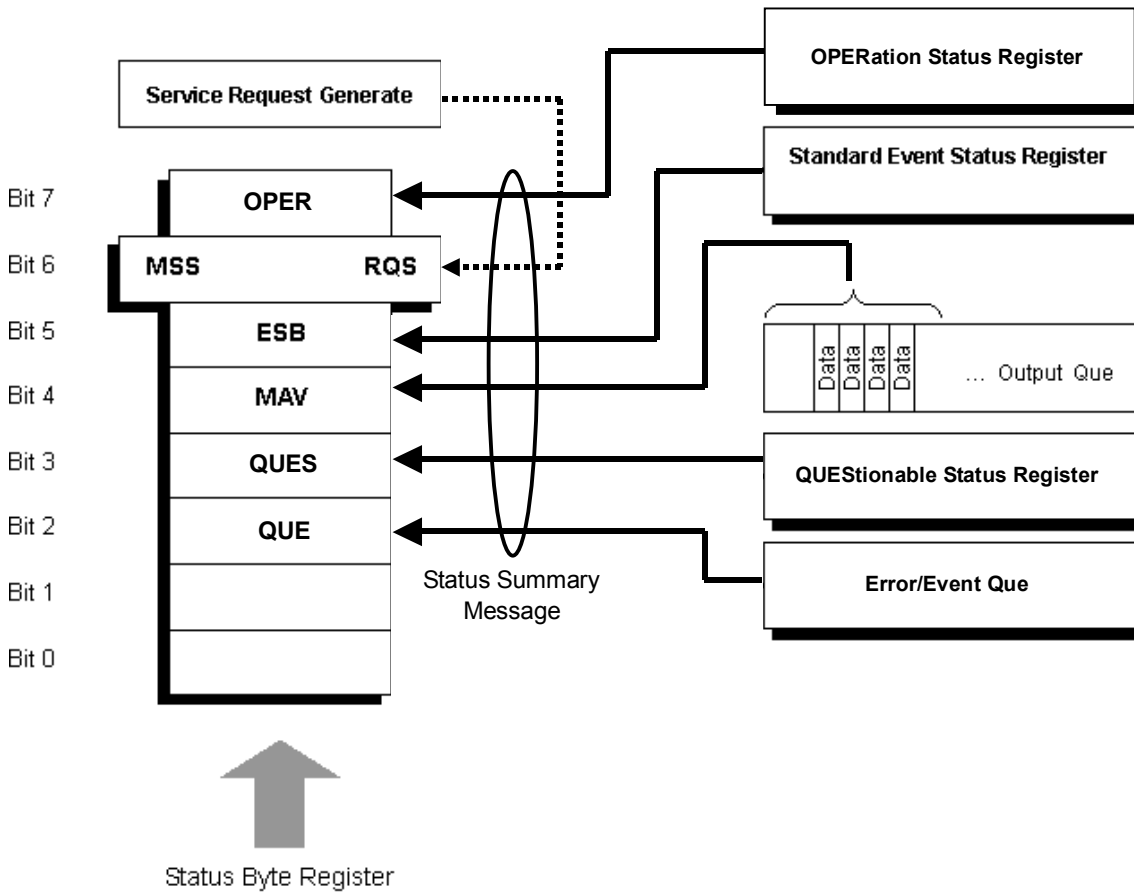 OPERation Status Register
Service Request Generate
Standard Event Status Register
Bit 7
OPER
Bit 6
MSS RQS
Bit 5
ESB
Data Data Data Data ... Output Que
Bit 4
MAV
Bit 3
QUES
QUEStionable Status Register
Bit 2
QUE
Status Summary
Message
Error/Event Que
Bit 1
Bit 0
Status Byte Register